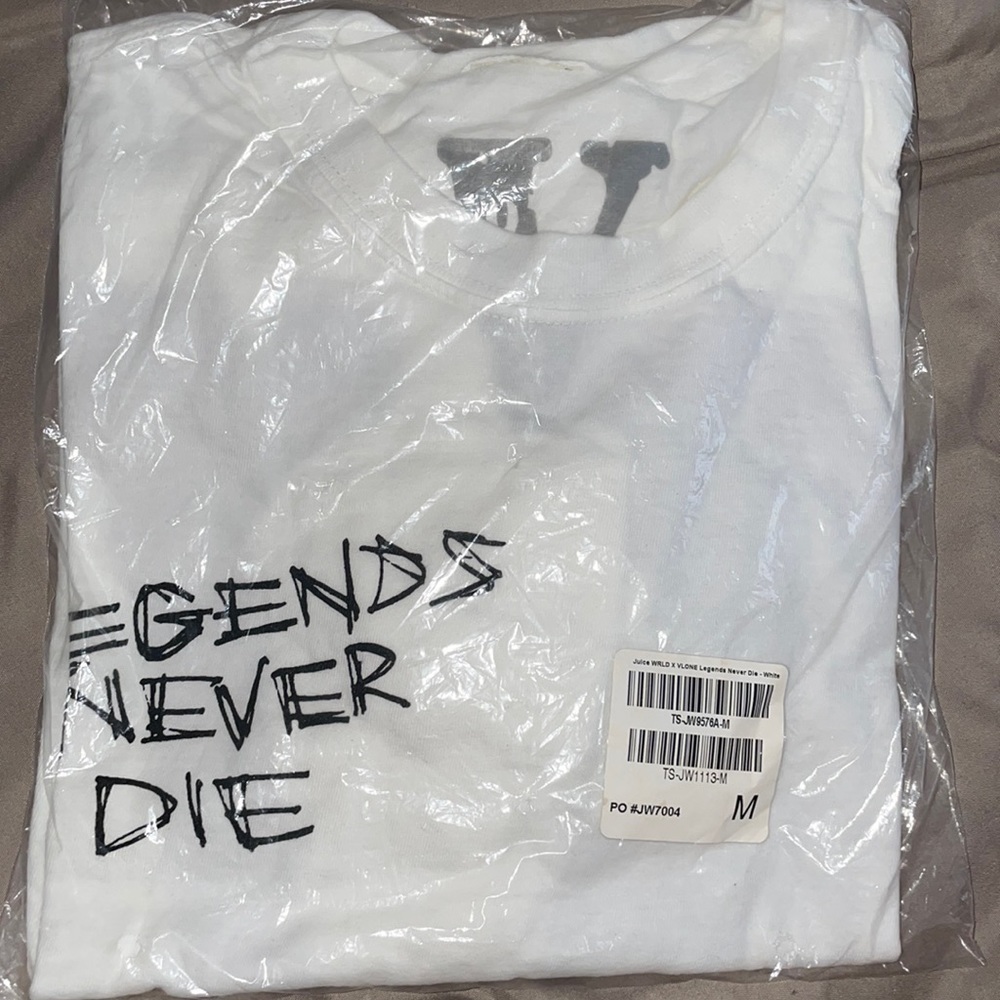 EGENDS
NEVER
DIE
Juice WRLD X VLONE Legends Never Die - White
TS-JW9576A-M
TS-JW1113-M
PO #JW7004
M